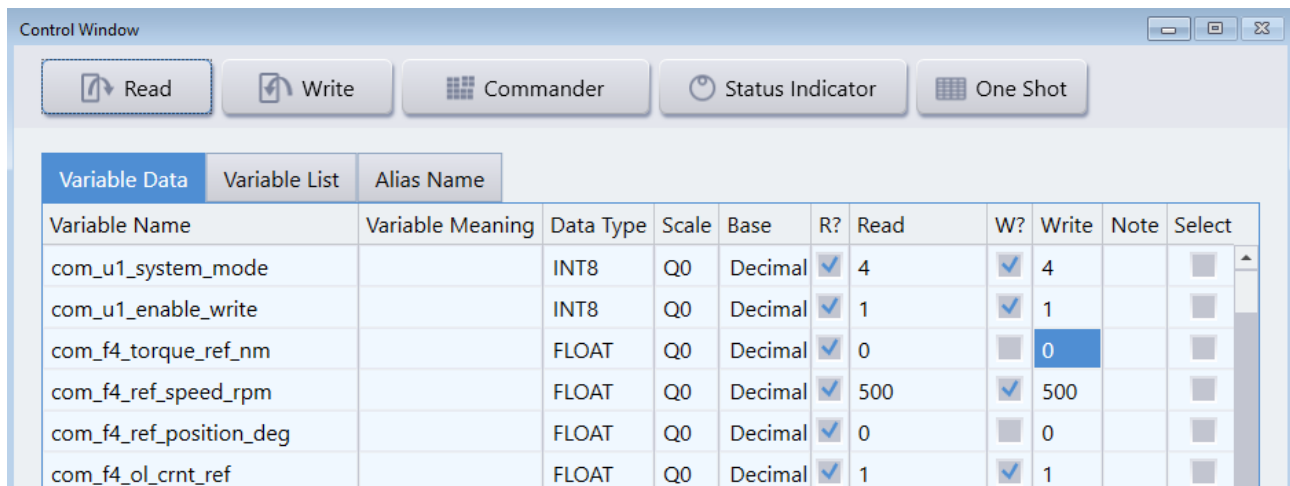 Control Window
Read Write Commander Status Indicator One Shot
Variable Data Variable List Alias Name
Variable Name Variable Meaning Data Type Scale Base R? Read W? Write Note Select
com_u1_system_mode INT8 Q0 Decimal 4 4
com_u1_enable_write INT8 Q0 Decimal 1 1
com_f4_torque_ref_nm FLOAT Q0 Decimal 0 0
com_f4_ref_speed_rpm FLOAT Q0 Decimal 500 500
com_f4_ref_position_deg FLOAT Q0 Decimal 0 0
com_f4_ol_crnt_ref FLOAT Q0 Decimal 1 1